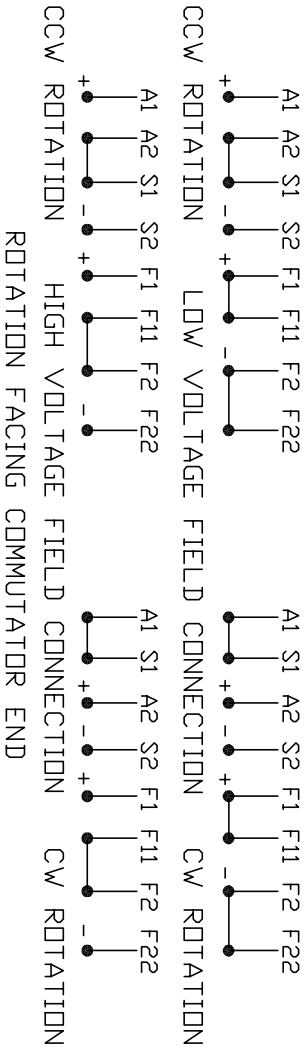 A1 A2 S1 S2 F1 F11 F2 F22 A1 S1 A2 S2 F1 F11 F2 F22
+ - + - + - + -
CCW ROTATION LOW VOLTAGE FIELD CONNECTION CW ROTATION
A1 A2 S1 S2 F1 F11 F2 F22 A1 S1 A2 S2 F1 F11 F2 F22
+ - + - + - + -
CCW ROTATION HIGH VOLTAGE FIELD CONNECTION CW ROTATION
ROTATION FACING COMMUTATOR END